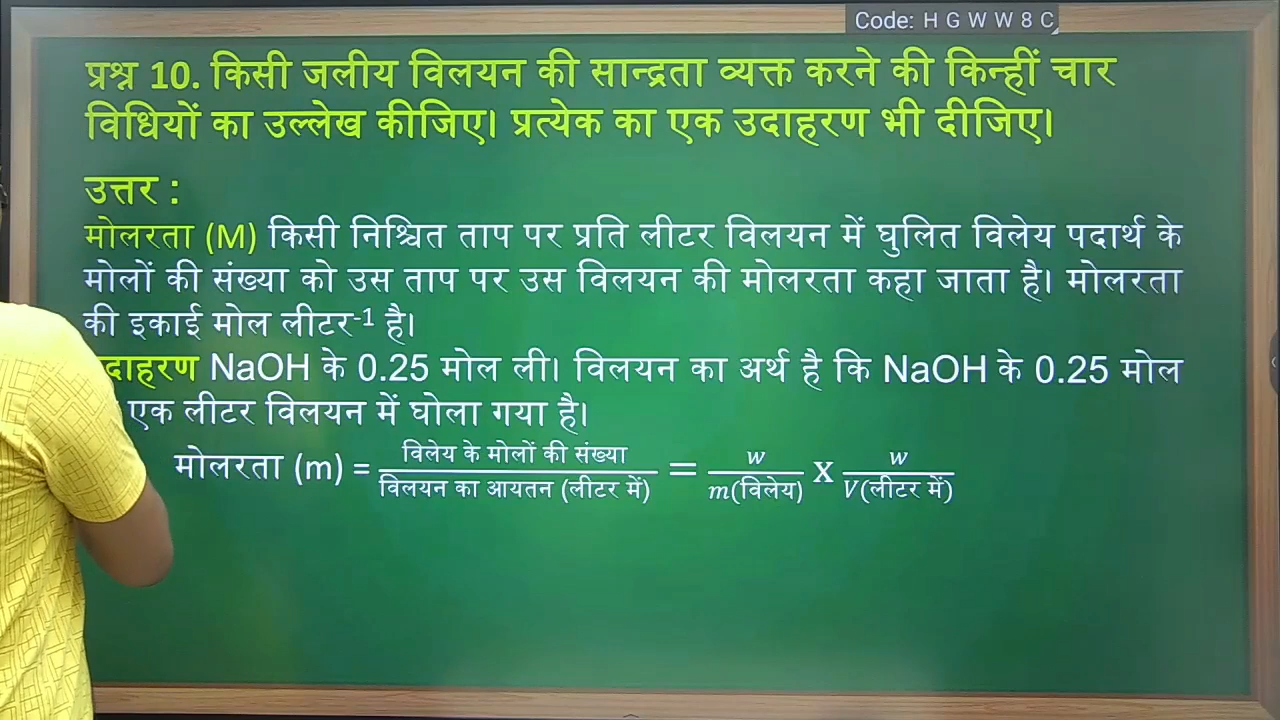 Code: H G W W 8 C
प्रश्न 10. किसी जलीय विलयन की सान्द्रता व्यक्त करने की किन्हीं चार
विधियों का उल्लेख कीजिए। प्रत्येक का एक उदाहरण भी दीजिए।
उत्तर :
मोलरता (M) किसी निश्चित ताप पर प्रति लीटर विलयन में घुलित विलेय पदार्थ के
मोलों की संख्या को उस ताप पर उस विलयन की मोलरता कहा जाता है। मोलरता
की इकाई मोल लीटर⁻¹ है।
दाहरण NaOH के 0.25 मोल ली। विलयन का अर्थ है कि NaOH के 0.25 मोल
एक लीटर विलयन में घोला गया है।
मोलरता (m) = विलेय के मोलों की संख्या / विलयन का आयतन (लीटर में) = w / m(विलेय) x w / V(लीटर में)